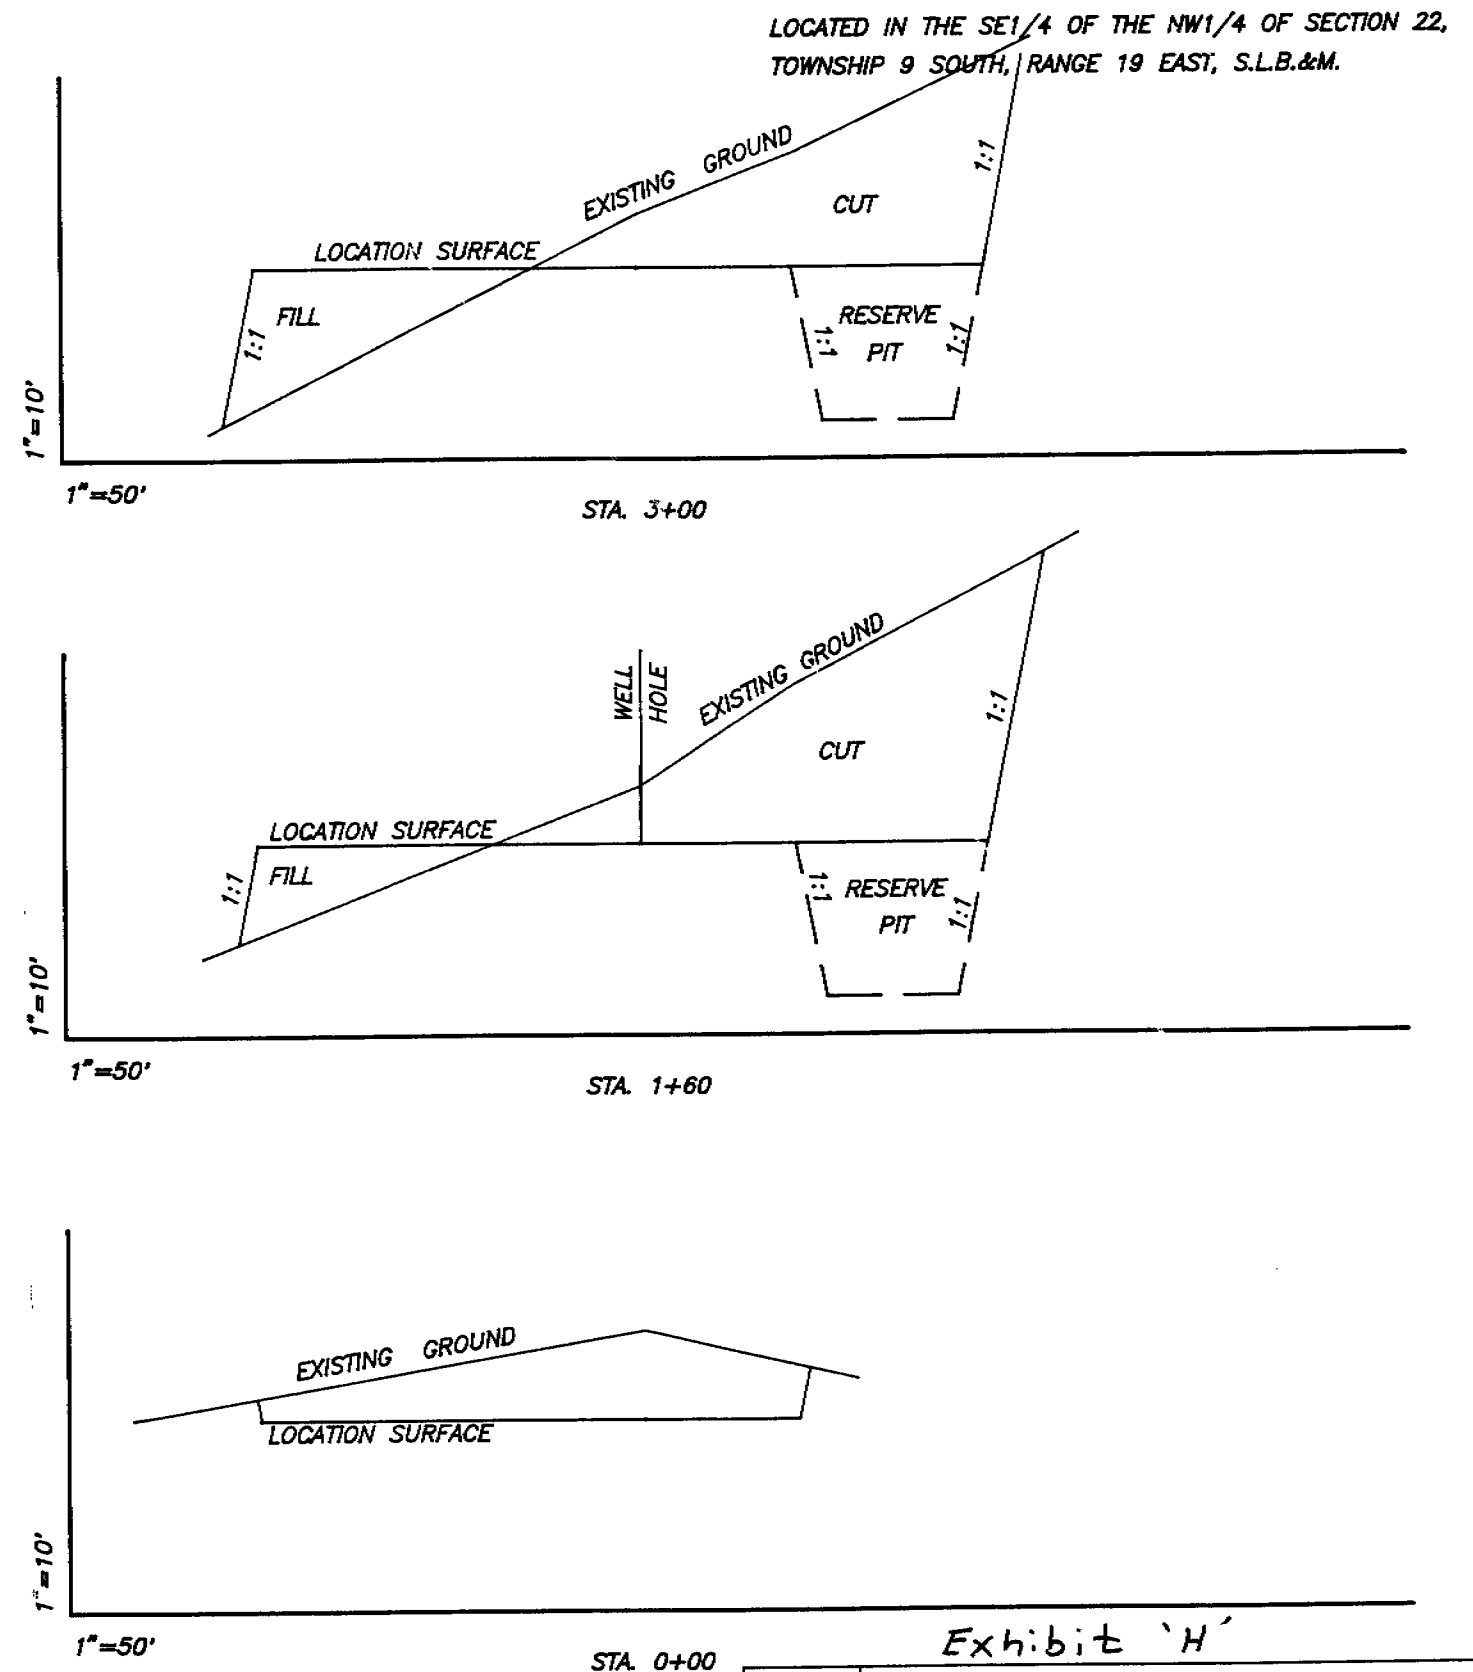 LOCATED IN THE SE1/4 OF THE NW1/4 OF SECTION 22,
TOWNSHIP 9 SOUTH, RANGE 19 EAST, S.L.B.&M.
EXISTING GROUND
1:1
CUT
LOCATION SURFACE
FILL
1:1
RESERVE
PIT
1:1
1:1
1"=10'
1"=50'
STA. 3+00
WELL
HOLE
EXISTING GROUND
1:1
CUT
LOCATION SURFACE
FILL
1:1
RESERVE
PIT
1:1
1:1
1"=10'
1"=50'
STA. 1+60
EXISTING GROUND
LOCATION SURFACE
1"=10'
1"=50'
STA. 0+00
Exhibit 'H'